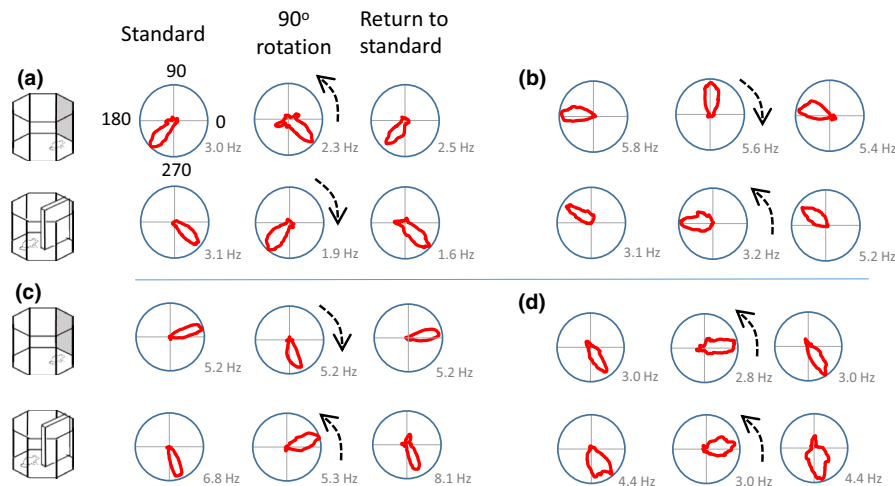 Standard
90º
rotation
Return to
standard
(a)
90
180
0
270
3.0 Hz
2.3 Hz
2.5 Hz
3.1 Hz
1.9 Hz
1.6 Hz
(b)
5.8 Hz
5.6 Hz
5.4 Hz
3.1 Hz
3.2 Hz
5.2 Hz
(c)
5.2 Hz
5.2 Hz
5.2 Hz
6.8 Hz
5.3 Hz
8.1 Hz
(d)
3.0 Hz
2.8 Hz
3.0 Hz
4.4 Hz
3.0 Hz
4.4 Hz